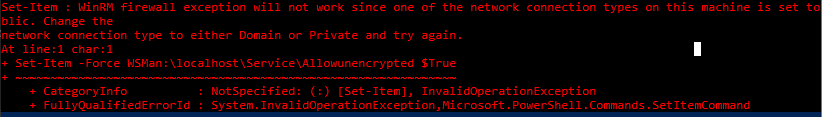 Set-Item : WinRM firewall exception will not work since one of the network connection types on this machine is set to
blic. Change the
network connection type to either Domain or Private and try again.
At line:1 char:1
+ Set-Item -Force WSMan:\localhost\Service\Allowunencrypted $True
+ ~~~~~~~~~~~~~~~~~~~~~~~~~~~~~~~~~~~~~~~~~~~~~~~~~~~~~~~~~~~~~~~
+ CategoryInfo : NotSpecified: (:) [Set-Item], InvalidOperationException
+ FullyQualifiedErrorId : System.InvalidOperationException,Microsoft.PowerShell.Commands.SetItemCommand